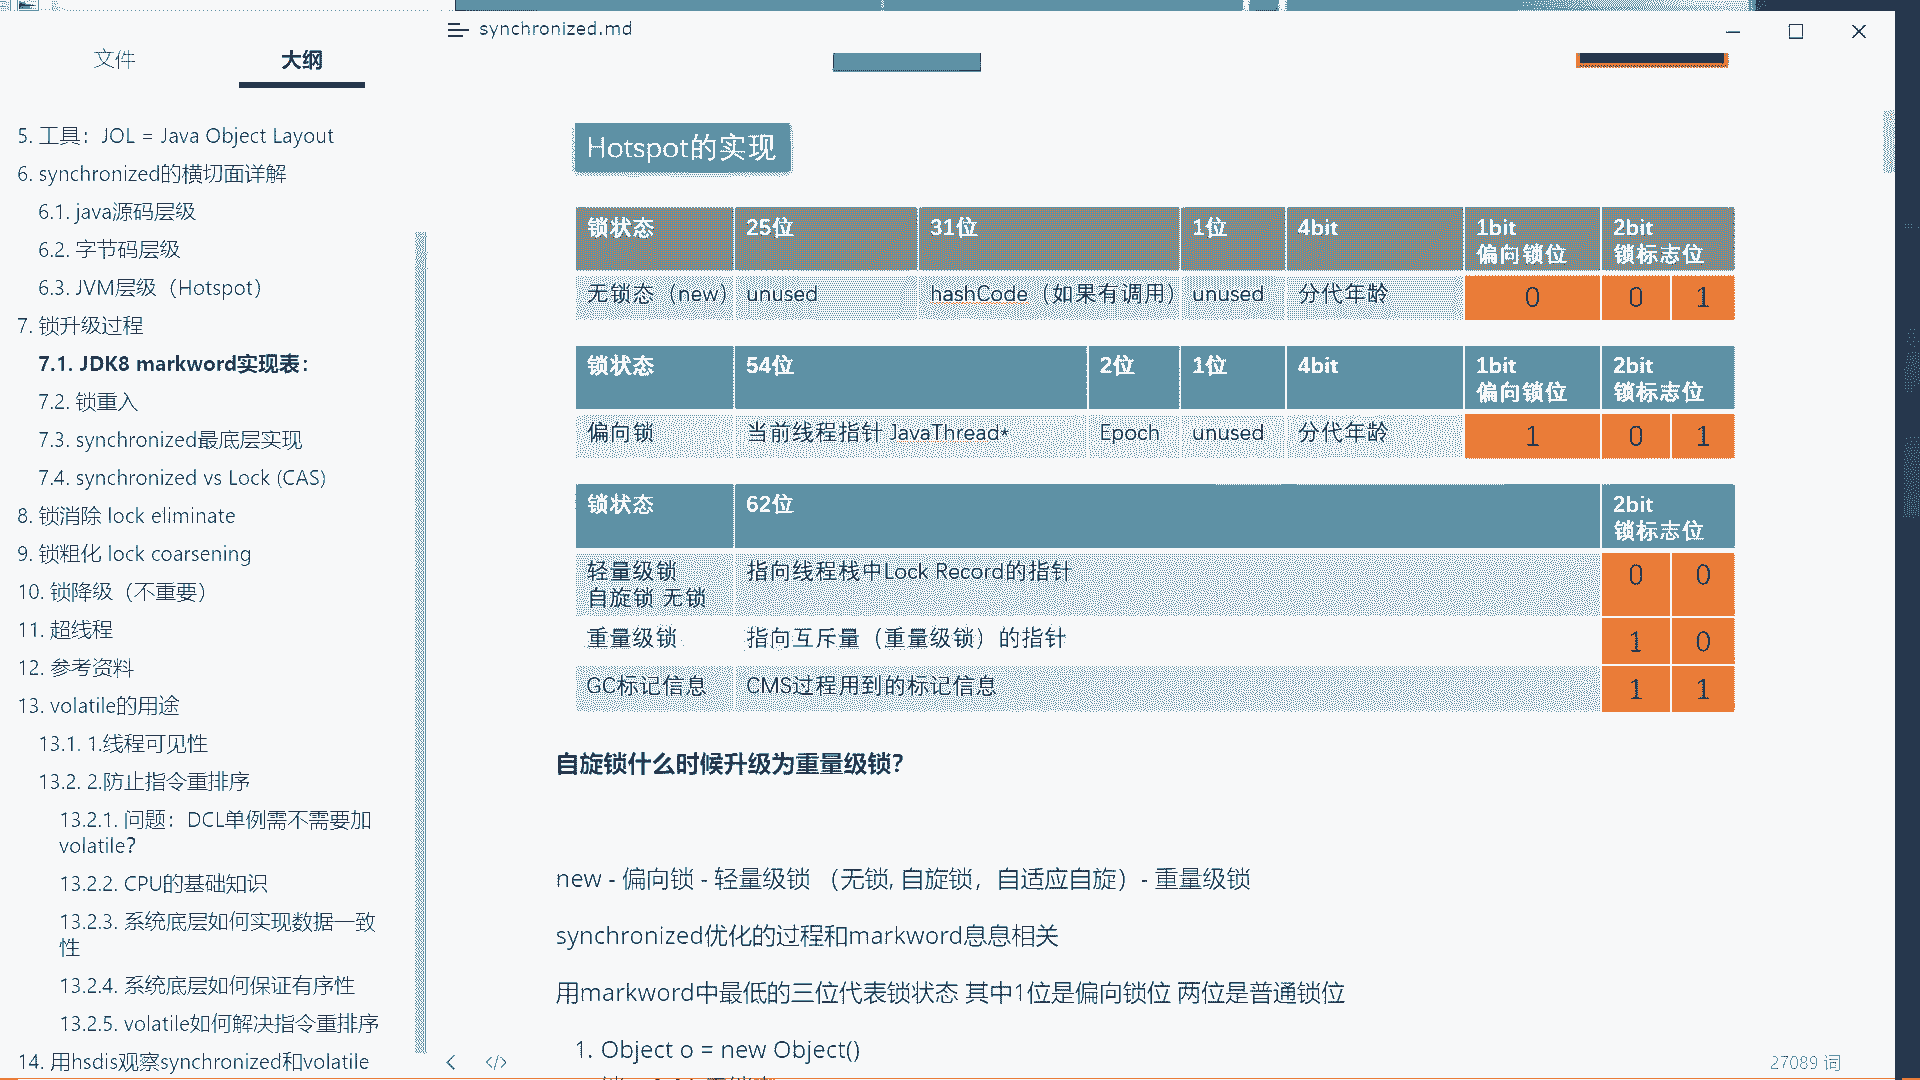 synchronized.md
文件
大纲
5. 工具：JOL = Java Object Layout
6. synchronized的横切面详解
6.1. java源码层级
6.2. 字节码层级
6.3. JVM层级（Hotspot）
7. 锁升级过程
7.1. JDK8 markword实现表：
7.2. 锁重入
7.3. synchronized最底层实现
7.4. synchronized vs Lock (CAS)
8. 锁消除 lock eliminate
9. 锁粗化 lock coarsening
10. 锁降级（不重要）
11. 超线程
12. 参考资料
13. volatile的用途
13.1. 1.线程可见性
13.2. 2.防止指令重排序
13.2.1. 问题：DCL单例需不需要加
volatile？
13.2.2. CPU的基础知识
13.2.3. 系统底层如何实现数据一致
性
13.2.4. 系统底层如何保证有序性
13.2.5. volatile如何解决指令重排序
14. 用hsdis观察synchronized和volatile
Hotspot的实现
锁状态 25位 31位 1位 4bit 1bit 偏向锁位 2bit 锁标志位
无锁态（new） unused hashCode（如果有调用） unused 分代年龄 0 0 1
锁状态 54位 2位 1位 4bit 1bit 偏向锁位 2bit 锁标志位
偏向锁 当前线程指针 JavaThread* Epoch unused 分代年龄 1 0 1
锁状态 62位 2bit 锁标志位
轻量级锁 自旋锁 无锁 指向线程栈中Lock Record的指针 0 0
重量级锁 指向互斥量（重量级锁）的指针 1 0
GC标记信息 CMS过程用到的标记信息 1 1
自旋锁什么时候升级为重量级锁？
new - 偏向锁 - 轻量级锁 （无锁, 自旋锁，自适应自旋）- 重量级锁
synchronized优化的过程和markword息息相关
用markword中最低的三位代表锁状态 其中1位是偏向锁位 两位是普通锁位
1. Object o = new Object()
27089 词